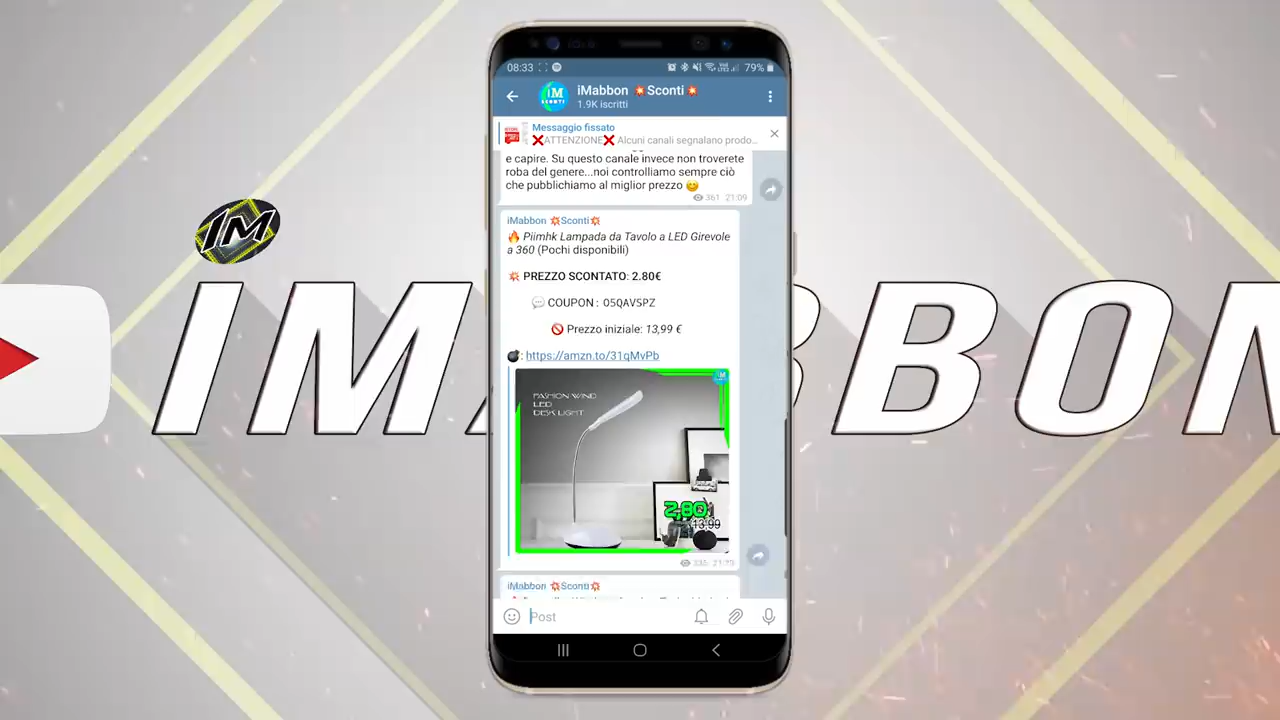 08:33
79%
iMabbon 💥Sconti💥
1.9K iscritti
Messaggio fissato
❌ATTENZIONE❌ Alcuni canali segnalano prodo...
e capire. Su questo canale invece non troverete
roba del genere...noi controlliamo sempre ciò
che pubblichiamo al miglior prezzo 😊
361 21:09
iMabbon 💥Sconti💥
🔥 Piimhk Lampada da Tavolo a LED Girevole
a 360 (Pochi disponibili)
💥 PREZZO SCONTATO: 2.80€
💬 COUPON : 05QAVSPZ
🚫 Prezzo iniziale: 13,99 €
💣: https://amzn.to/31qMvPb
iM
FASHION WIND
LED
DESK LIGHT
2,80
13,99
iMabbon 💥Sconti💥
Post
IM
iM
SCONTI